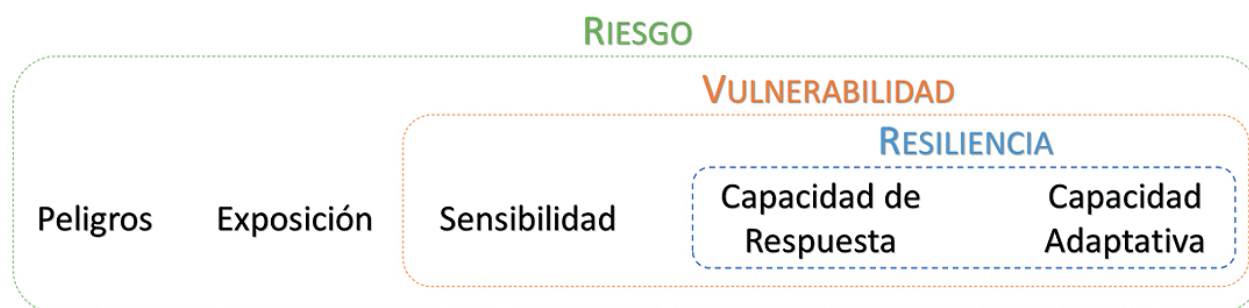 RIESGO
VULNERABILIDAD
RESILIENCIA
Peligros
Exposición
Sensibilidad
Capacidad de
Respuesta
Capacidad
Adaptativa